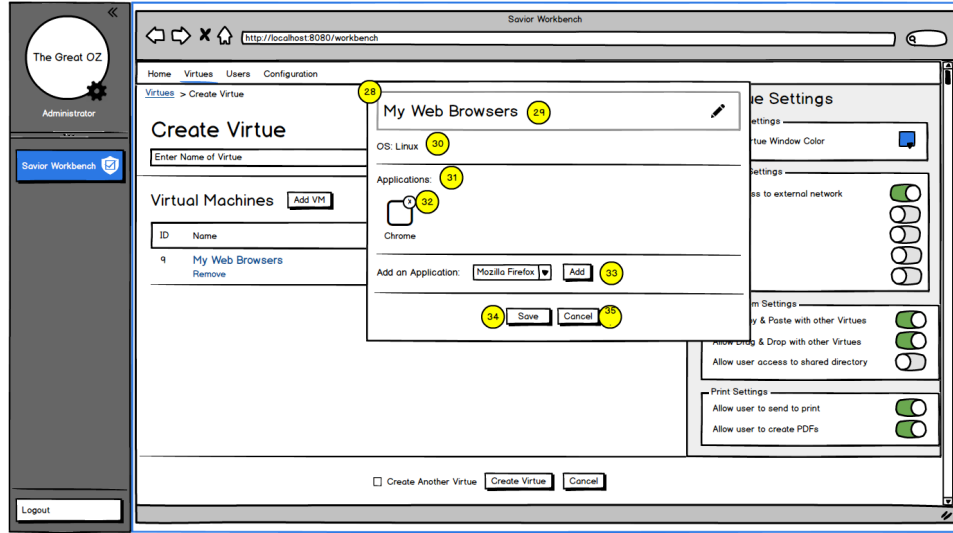 Savior Workbench
http://localhost:8080/workbench
The Great OZ
Administrator
Savior Workbench
Logout
Home Virtues Users Configuration
Virtues > Create Virtue
Create Virtue
Enter Name of Virtue
Virtual Machines Add VM
ID Name
9 My Web Browsers
Remove
28
My Web Browsers 29
OS: Linux 30
Applications: 31
x 32
Chrome
Add an Application: Mozilla Firefox Add 33
34 Save Cancel 35
ue Settings
ettings
rtue Window Color
Settings
ss to external network
m Settings
y & Paste with other Virtues
Allow Drag & Drop with other Virtues
Allow user access to shared directory
Print Settings
Allow user to send to print
Allow user to create PDFs
Create Another Virtue Create Virtue Cancel